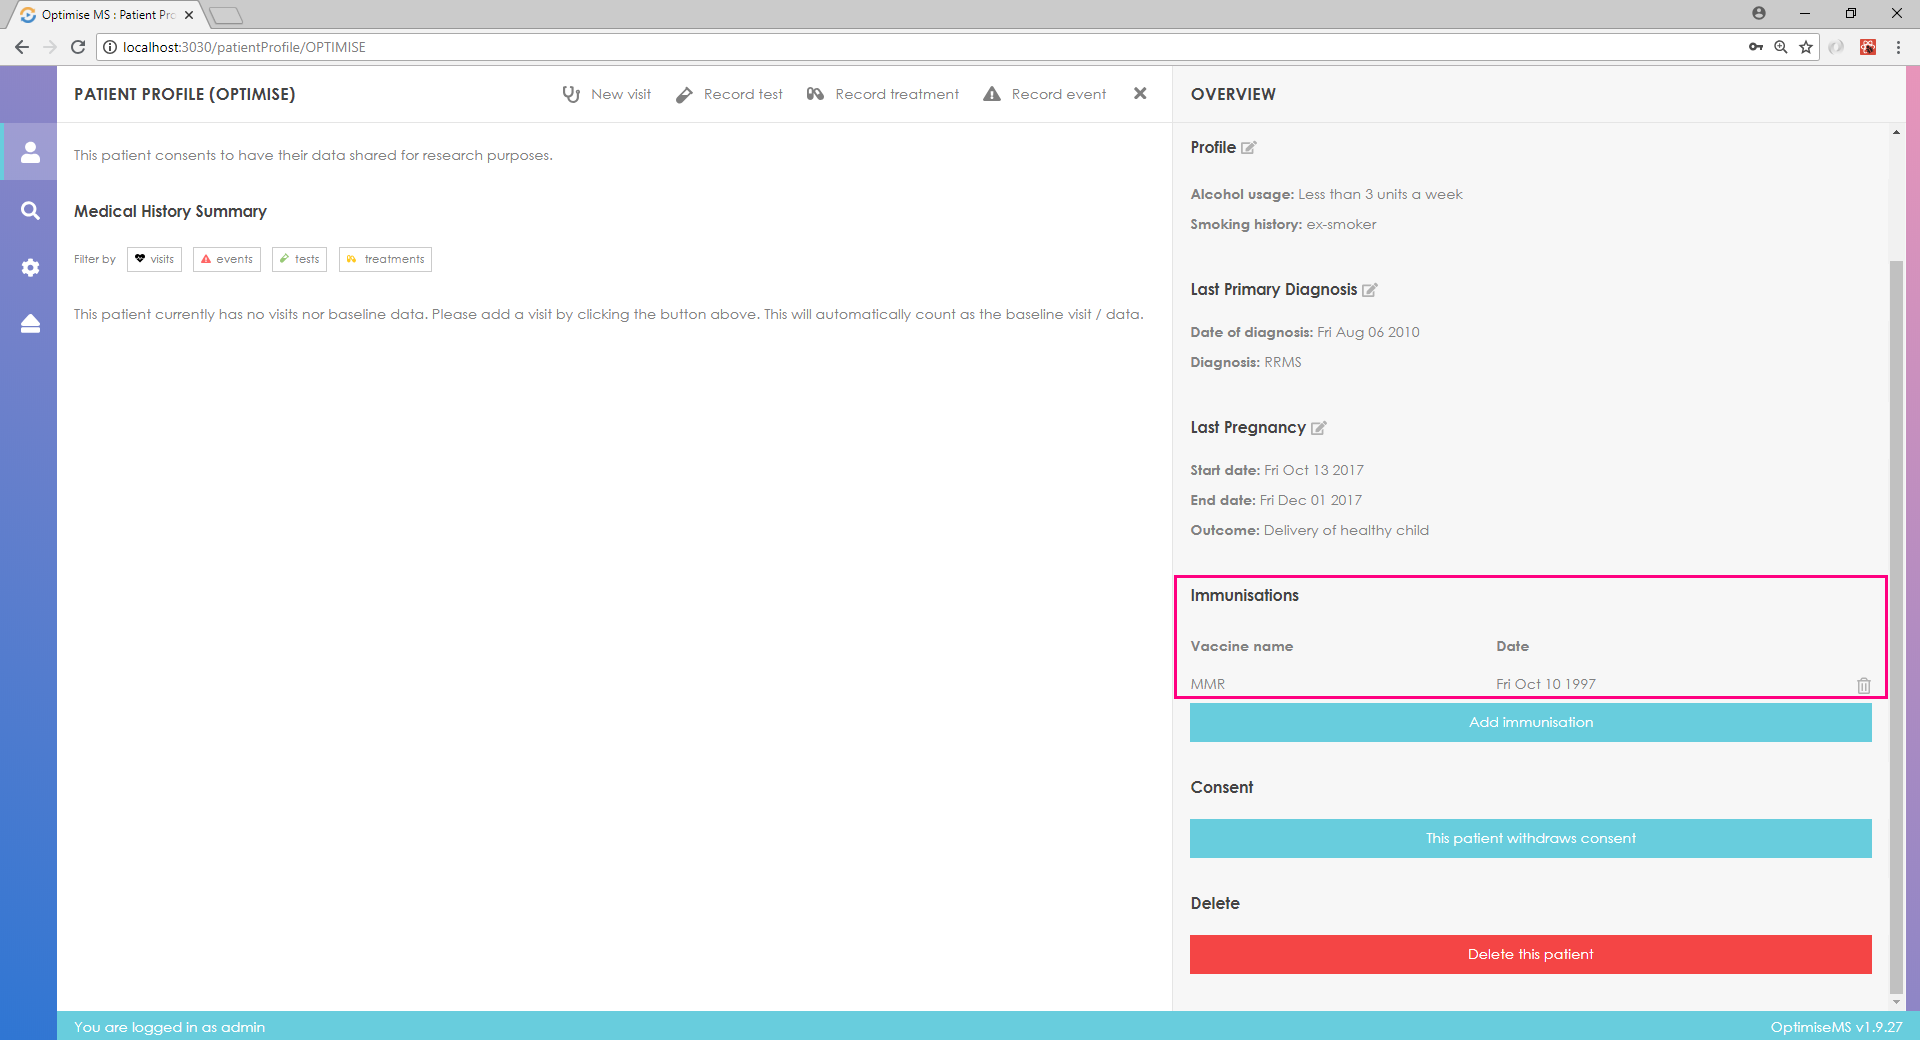 Optimise MS : Patient Pro
localhost:3030/patientProfile/OPTIMISE
PATIENT PROFILE (OPTIMISE)
New visit
Record test
Record treatment
Record event
This patient consents to have their data shared for research purposes.
Medical History Summary
Filter by
visits
events
tests
treatments
This patient currently has no visits nor baseline data. Please add a visit by clicking the button above. This will automatically count as the baseline visit / data.
OVERVIEW
Profile
Alcohol usage: Less than 3 units a week
Smoking history: ex-smoker
Last Primary Diagnosis
Date of diagnosis: Fri Aug 06 2010
Diagnosis: RRMS
Last Pregnancy
Start date: Fri Oct 13 2017
End date: Fri Dec 01 2017
Outcome: Delivery of healthy child
Immunisations
Vaccine name Date
MMR Fri Oct 10 1997
Add immunisation
Consent
This patient withdraws consent
Delete
Delete this patient
You are logged in as admin
OptimiseMS v1.9.27